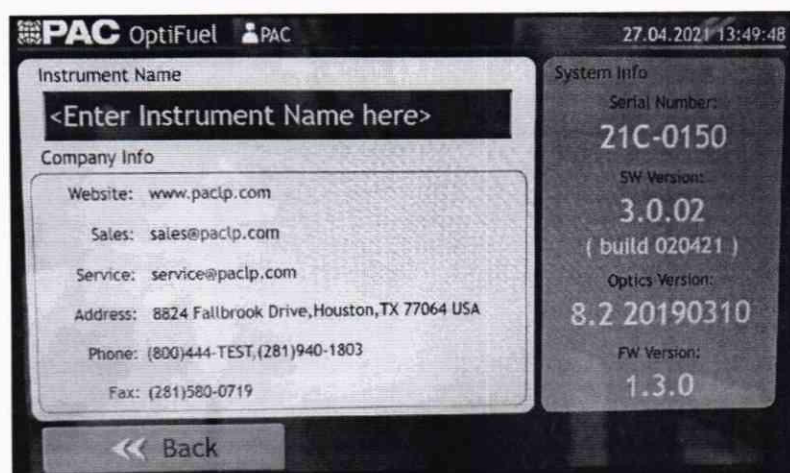 PAC OptiFuel PAC 27.04.2021 13:49:48
Instrument Name
<Enter Instrument Name here>
Company Info
Website: www.paclp.com
Sales: sales@paclp.com
Service: service@paclp.com
Address: 8824 Fallbrook Drive,Houston,TX 77064 USA
Phone: (800)444-TEST,(281)940-1803
Fax: (281)580-0719
System Info
Serial Number:
21C-0150
SW Version:
3.0.02
( build 020421 )
Optics Version:
8.2 20190310
FW Version:
1.3.0
Back